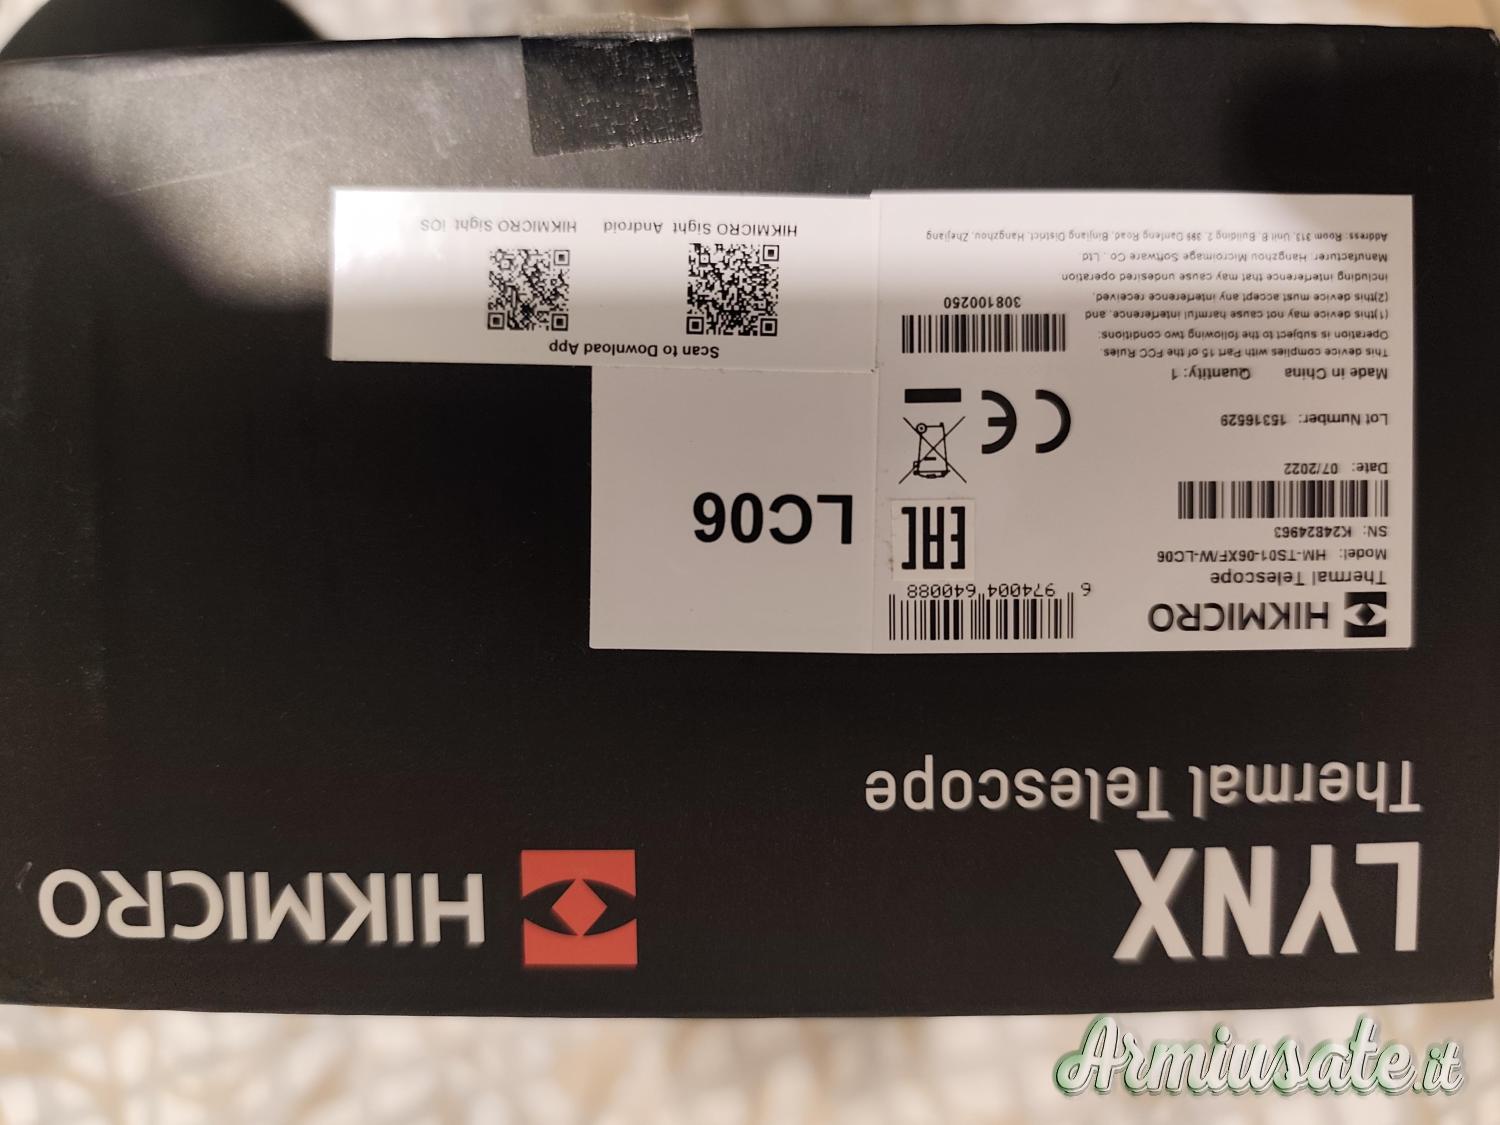 HIKMICRO
LYNX
Thermal Telescope
HIKMICRO
Thermal Telescope
Model: HM-TS01-06XF/W-LC06
SN: K24824963
Date: 07/2022
Lot Number: 15316529
Made in China Quantity: 1
This device complies with Part 15 of the FCC Rules.
Operation is subject to the following two conditions:
(1)this device may not cause harmful interference, and
(2)this device must accept any interference received,
including interference that may cause undesired operation
Manufacturer: Hangzhou Microimage Software Co., Ltd.
Address: Room 313, Unit B, Building 2, 399 Danfeng Road, Binjiang District, Hangzhou, Zhejiang
6 974004 640088
EAC
CE
308100250
LC06
Scan to Download App
HIKMICRO Sight Android
HIKMICRO Sight iOS
Armiusate.it